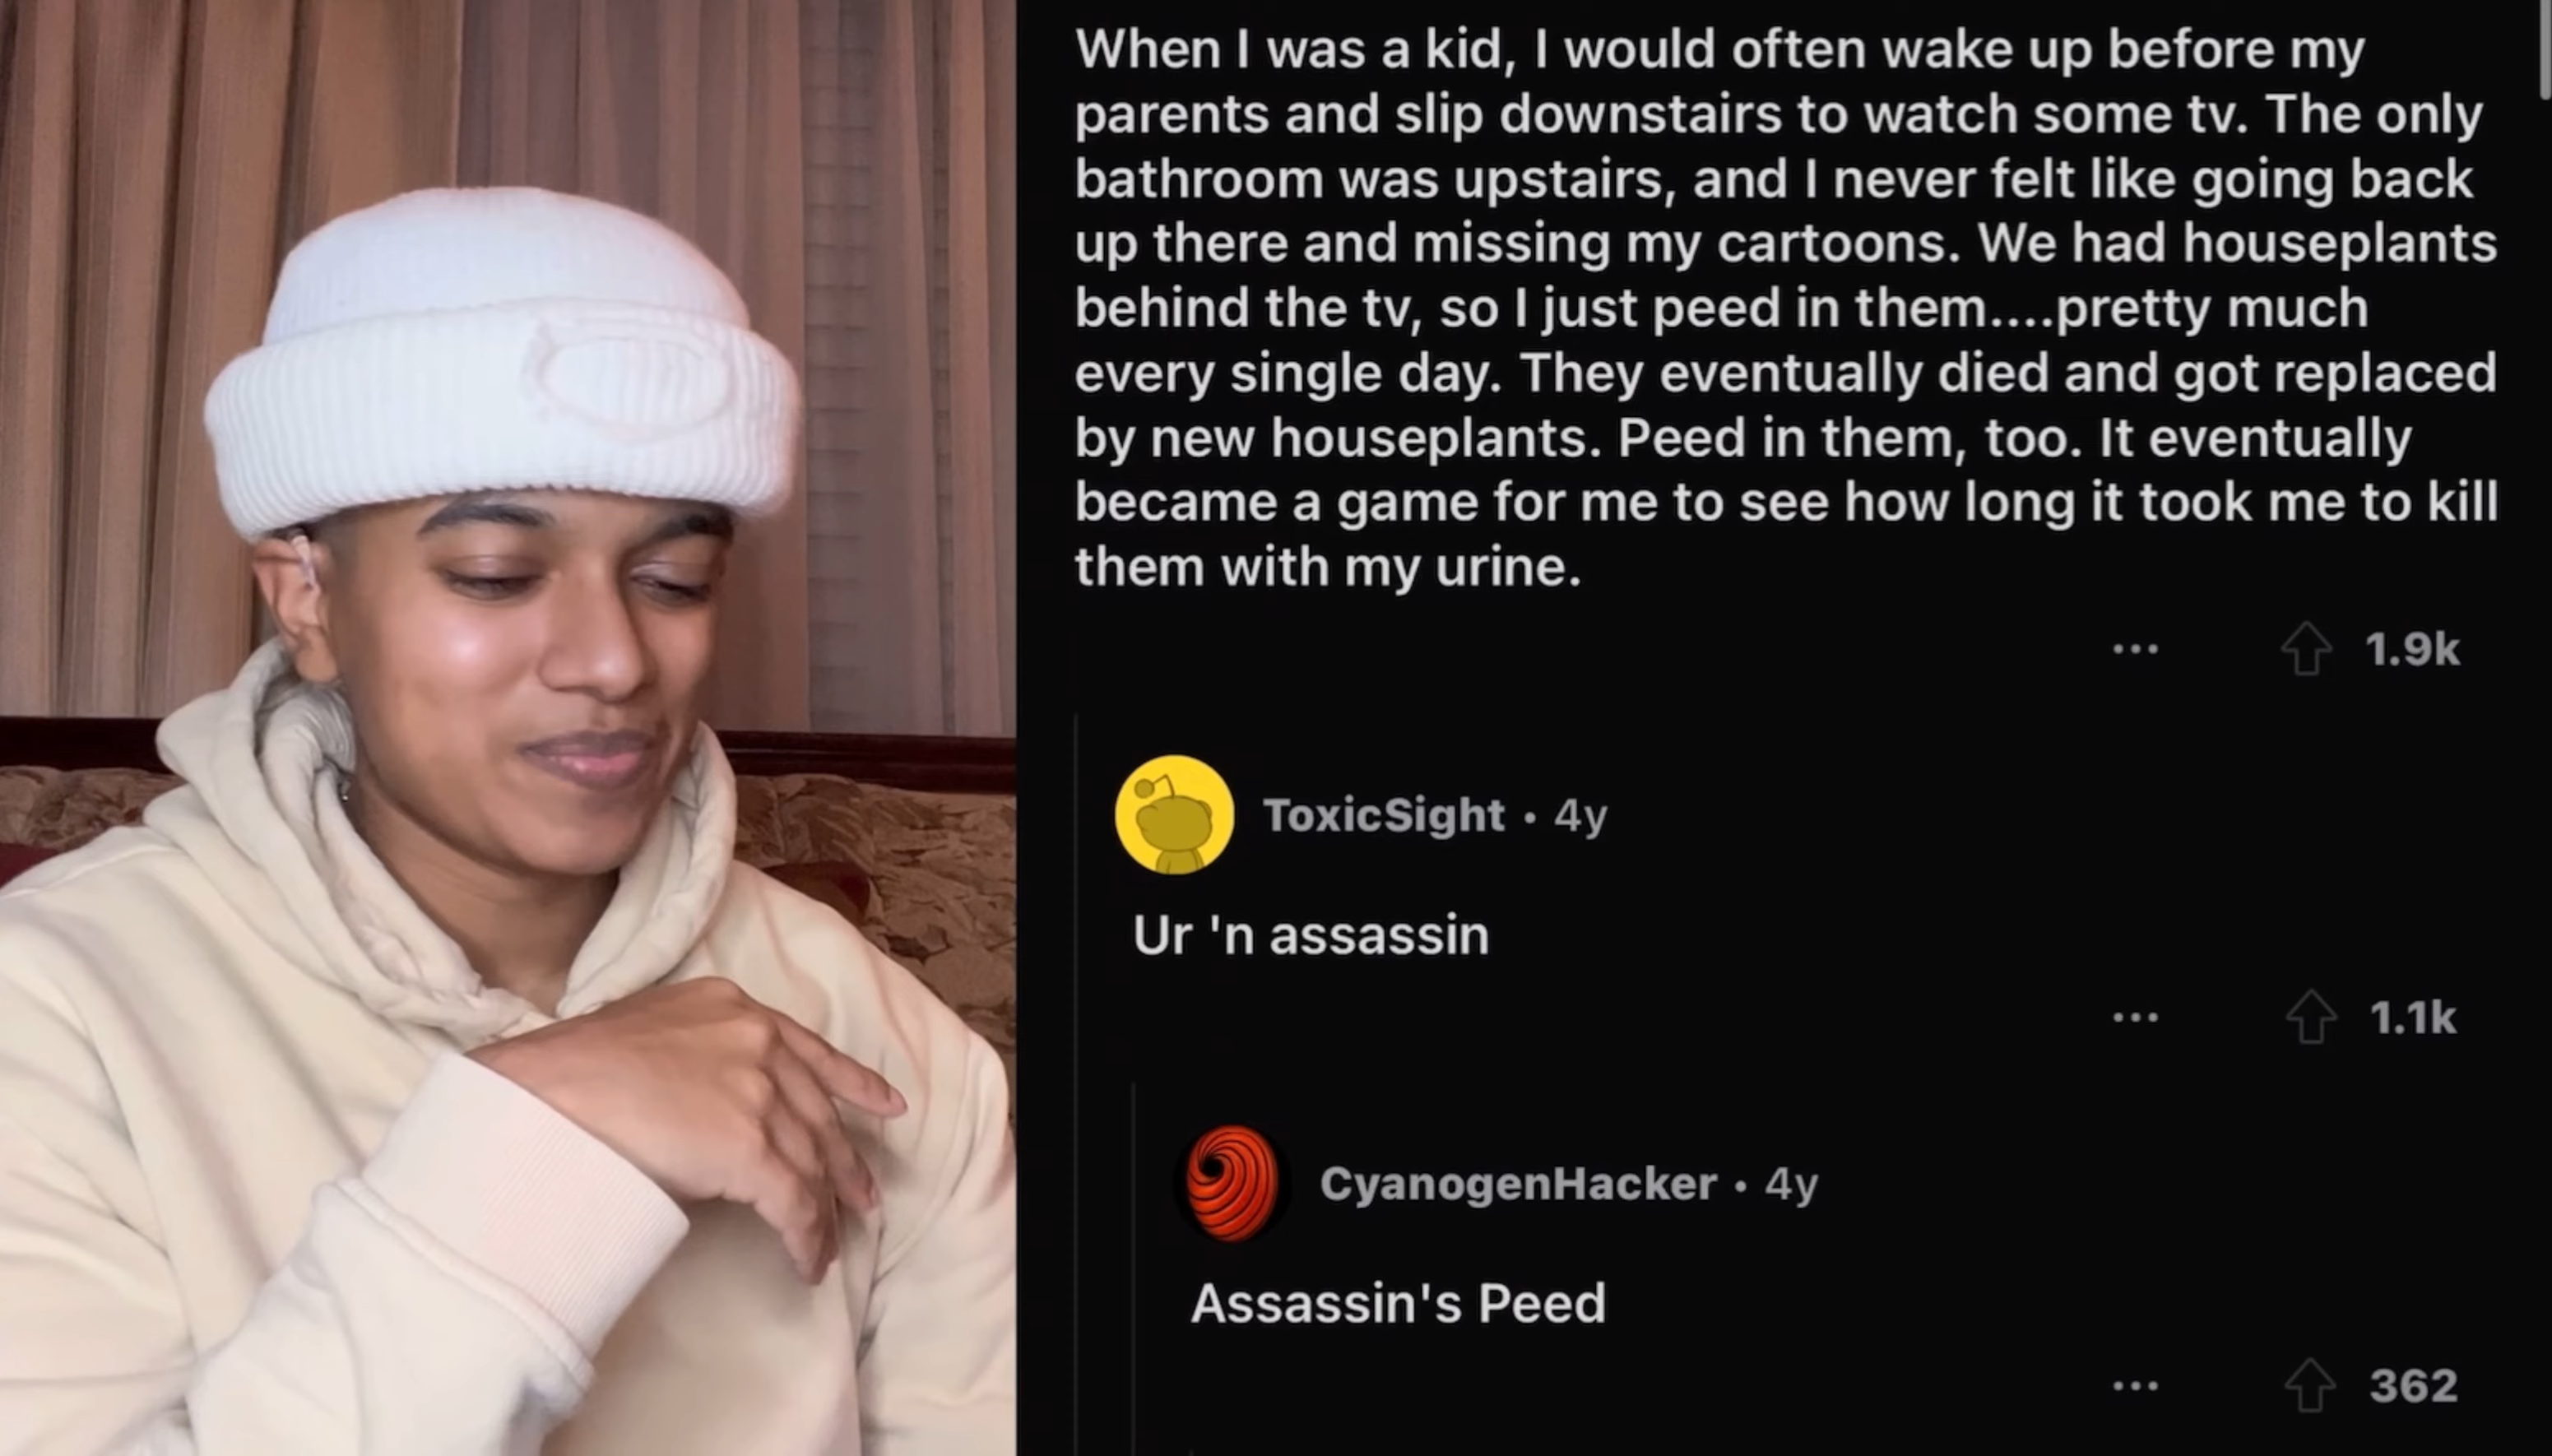 When I was a kid, I would often wake up before my
parents and slip downstairs to watch some tv. The only
bathroom was upstairs, and I never felt like going back
up there and missing my cartoons. We had houseplants
behind the tv, so I just peed in them....pretty much
every single day. They eventually died and got replaced
by new houseplants. Peed in them, too. It eventually
became a game for me to see how long it took me to kill
them with my urine.
... 1.9k
ToxicSight • 4y
Ur 'n assassin
... 1.1k
CyanogenHacker • 4y
Assassin's Peed
... 362